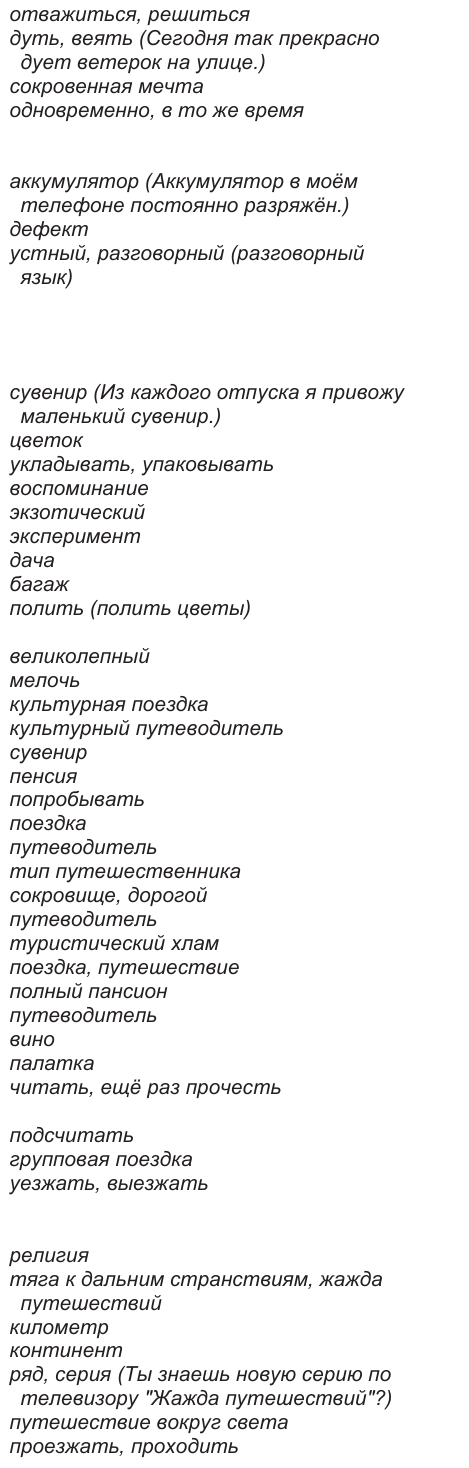 отважиться, решиться
дуть, веять (Сегодня так прекрасно
дует ветерок на улице.)
сокровенная мечта
одновременно, в то же время
аккумулятор (Аккумулятор в моём
телефоне постоянно разряжён.)
дефект
устный, разговорный (разговорный
язык)
сувенир (Из каждого отпуска я привожу
маленький сувенир.)
цветок
укладывать, упаковывать
воспоминание
экзотический
эксперимент
дача
багаж
полить (полить цветы)
великолепный
мелочь
культурная поездка
культурный путеводитель
сувенир
пенсия
попробывать
поездка
путеводитель
тип путешественника
сокровище, дорогой
путеводитель
туристический хлам
поездка, путешествие
полный пансион
путеводитель
вино
палатка
читать, ещё раз прочесть
подсчитать
групповая поездка
уезжать, выезжать
религия
тяга к дальним странствиям, жажда
путешествий
километр
континент
ряд, серия (Ты знаешь новую серию по
телевизору "Жажда путешествий"?)
путешествие вокруг света
проезжать, проходить